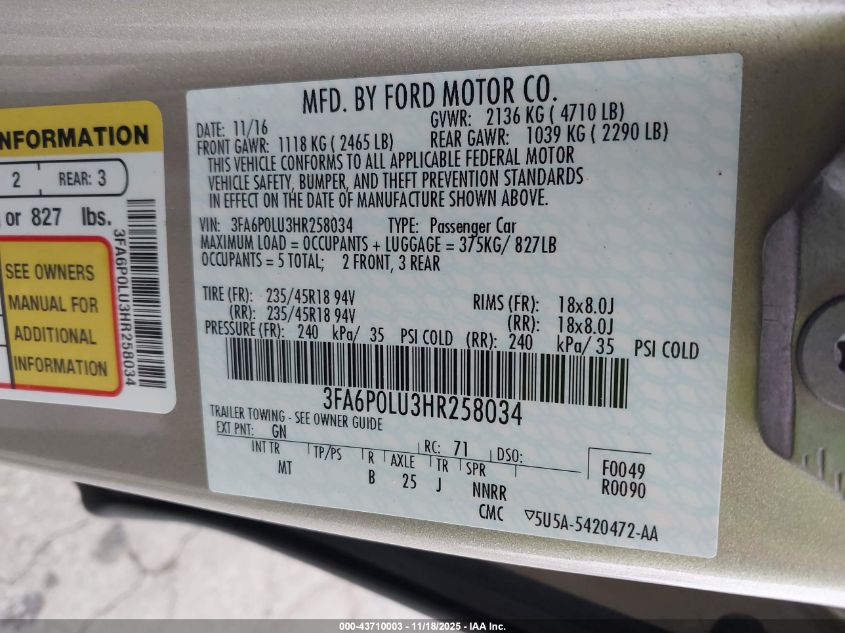 INFORMATION
2 REAR: 3
or 827 lbs.
SEE OWNERS
MANUAL FOR
ADDITIONAL
INFORMATION
3FA6P0LU3HR258034
MFD. BY FORD MOTOR CO.
DATE: 11/16 GVWR: 2136 KG ( 4710 LB)
FRONT GAWR: 1118 KG ( 2465 LB) REAR GAWR: 1039 KG ( 2290 LB)
THIS VEHICLE CONFORMS TO ALL APPLICABLE FEDERAL MOTOR
VEHICLE SAFETY, BUMPER, AND THEFT PREVENTION STANDARDS
IN EFFECT ON THE DATE OF MANUFACTURE SHOWN ABOVE.
VIN: 3FA6P0LU3HR258034 TYPE: Passenger Car
MAXIMUM LOAD = OCCUPANTS + LUGGAGE = 375KG/ 827LB
OCCUPANTS = 5 TOTAL; 2 FRONT, 3 REAR
TIRE (FR): 235/45R18 94V RIMS (FR): 18x8.0J
(RR): 235/45R18 94V (RR): 18x8.0J
PRESSURE (FR): 240 kPa/ 35 PSI COLD (RR): 240 kPa/ 35 PSI COLD
3FA6P0LU3HR258034
TRAILER TOWING - SEE OWNER GUIDE
EXT PNT: GN RC: 71 DSO:
INT TR TP/PS R AXLE TR SPR F0049
MT B 25 J NNRR R0090
CMC ▽5U5A-5420472-AA
000-43710003 - 11/18/2025 - IAA - .